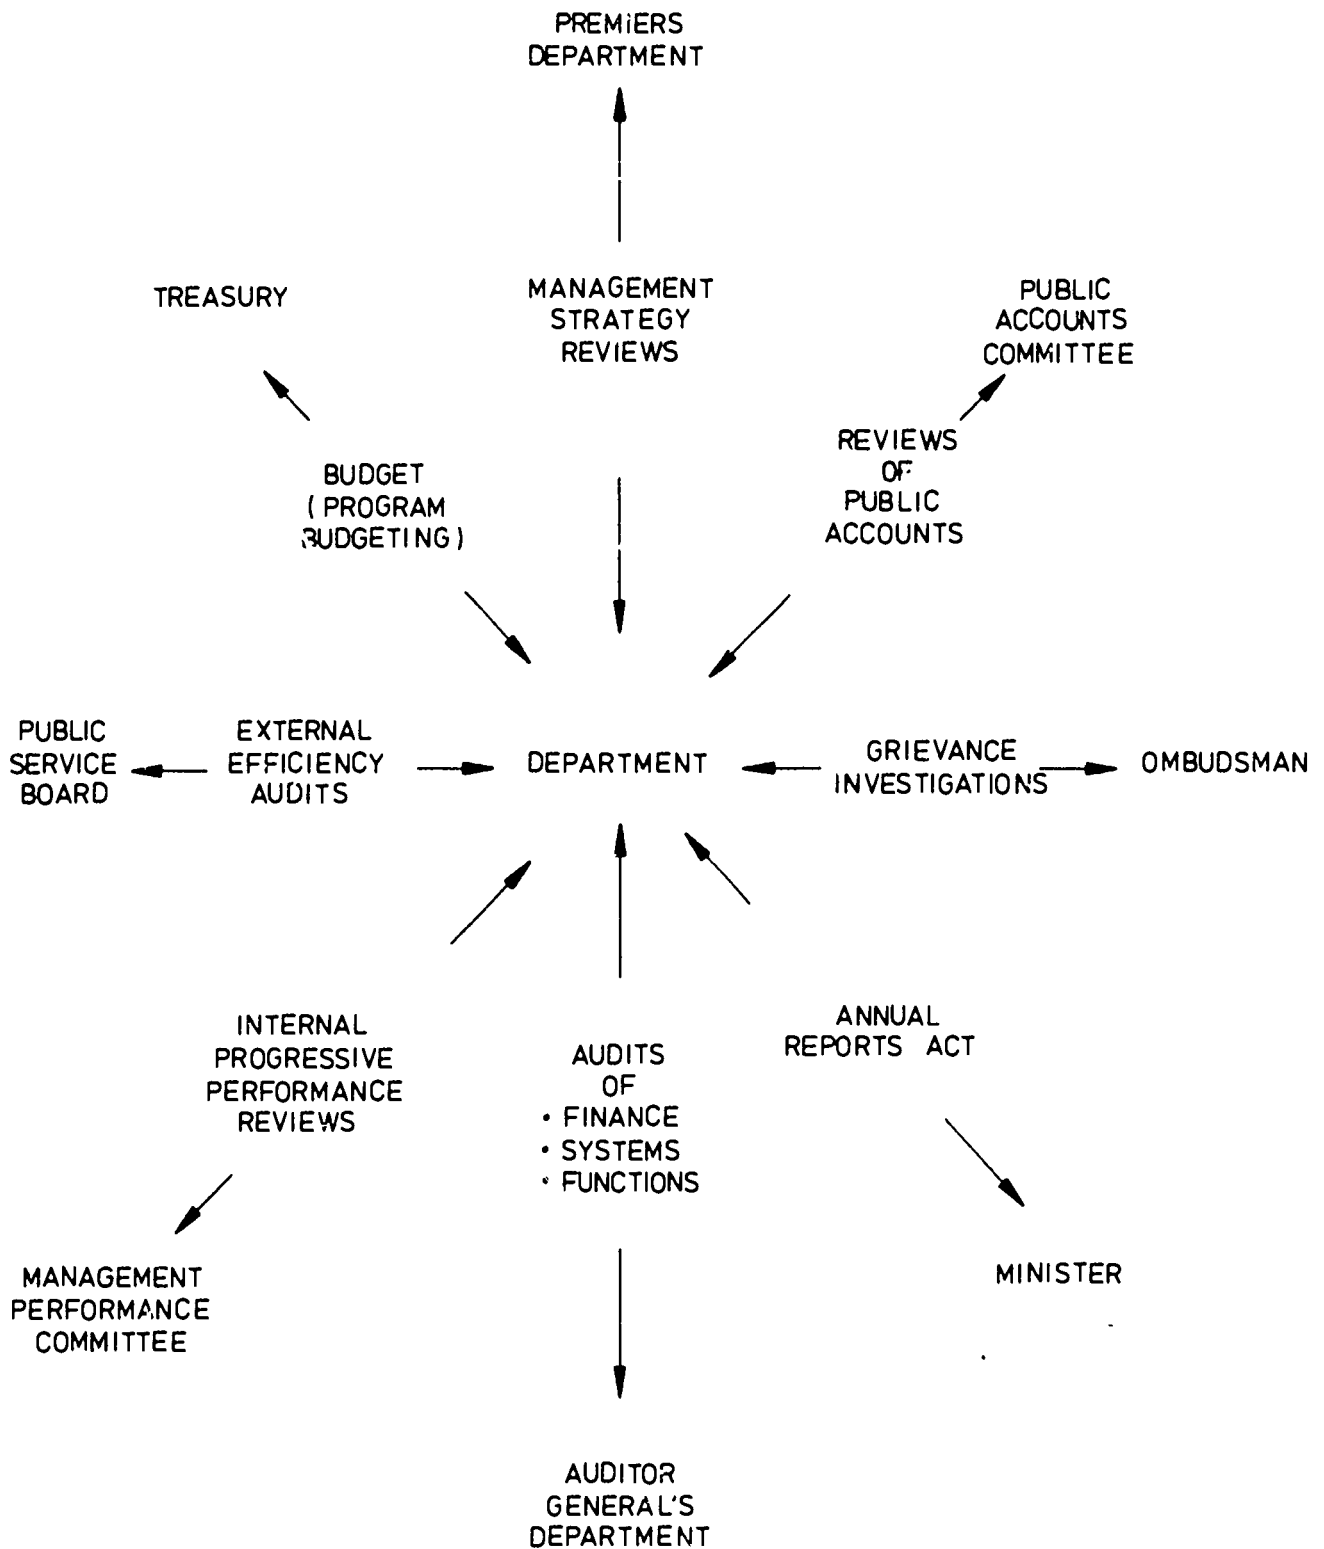 PREMIERS
DEPARTMENT
TREASURY
MANAGEMENT
STRATEGY
REVIEWS
PUBLIC
ACCOUNTS
COMMITTEE
BUDGET
(PROGRAM
BUDGETING)
REVIEWS
OF
PUBLIC
ACCOUNTS
PUBLIC
SERVICE
BOARD
EXTERNAL
EFFICIENCY
AUDITS
DEPARTMENT
GRIEVANCE
INVESTIGATIONS
OMBUDSMAN
INTERNAL
PROGRESSIVE
PERFORMANCE
REVIEWS
AUDITS
OF
• FINANCE
• SYSTEMS
• FUNCTIONS
ANNUAL
REPORTS ACT
MANAGEMENT
PERFORMANCE
COMMITTEE
MINISTER
AUDITOR
GENERAL'S
DEPARTMENT